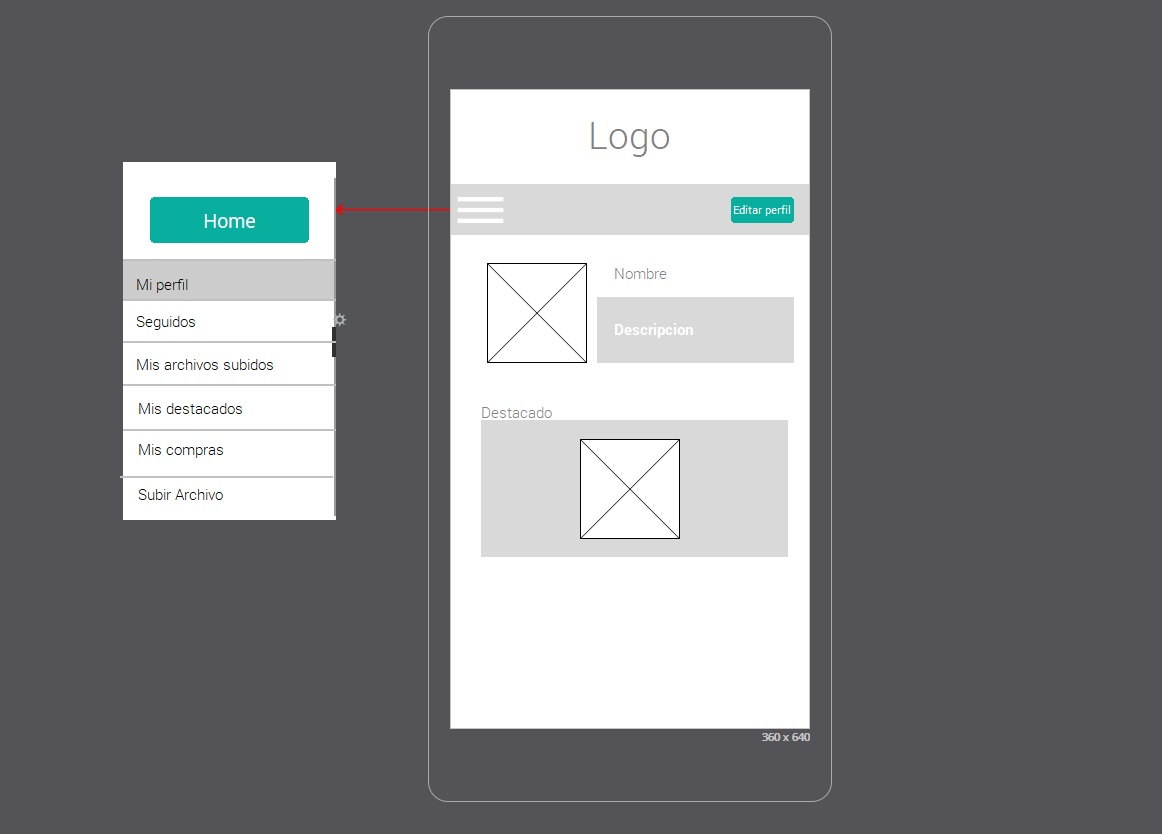 Logo
Home
Editar perfil
Mi perfil
Seguidos
Mis archivos subidos
Mis destacados
Mis compras
Subir Archivo
Nombre
Descripcion
Destacado
360 x 640